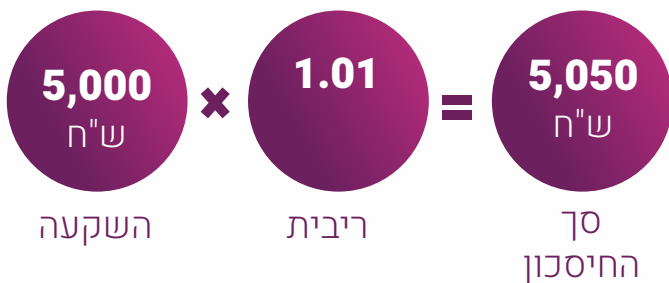 5,000
ש"ח
×
1.01
=
5,050
ש"ח
השקעה
ריבית
סך
החיסכון